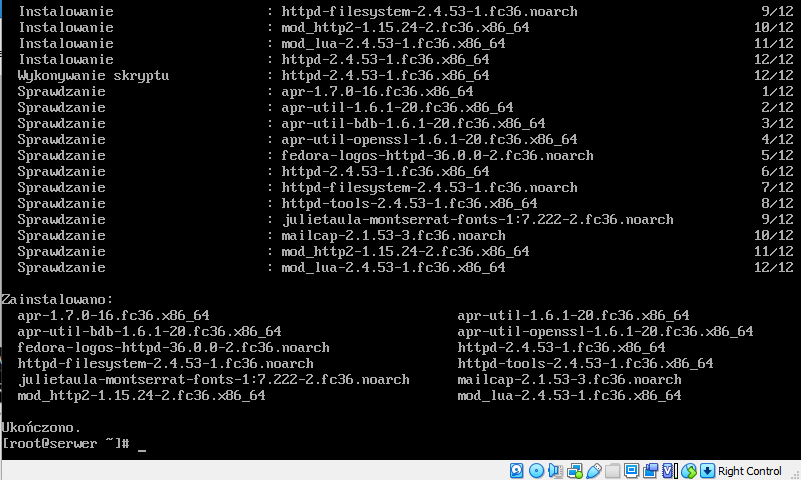 Instalowanie : httpd-filesystem-2.4.53-1.fc36.noarch 9/12
Instalowanie : mod_http2-1.15.24-2.fc36.x86_64 10/12
Instalowanie : mod_lua-2.4.53-1.fc36.x86_64 11/12
Instalowanie : httpd-2.4.53-1.fc36.x86_64 12/12
Wykonywanie skryptu : httpd-2.4.53-1.fc36.x86_64 12/12
Sprawdzanie : apr-1.7.0-16.fc36.x86_64 1/12
Sprawdzanie : apr-util-1.6.1-20.fc36.x86_64 2/12
Sprawdzanie : apr-util-bdb-1.6.1-20.fc36.x86_64 3/12
Sprawdzanie : apr-util-openssl-1.6.1-20.fc36.x86_64 4/12
Sprawdzanie : fedora-logos-httpd-36.0.0-2.fc36.noarch 5/12
Sprawdzanie : httpd-2.4.53-1.fc36.x86_64 6/12
Sprawdzanie : httpd-filesystem-2.4.53-1.fc36.noarch 7/12
Sprawdzanie : httpd-tools-2.4.53-1.fc36.x86_64 8/12
Sprawdzanie : julietaula-montserrat-fonts-1:7.222-2.fc36.noarch 9/12
Sprawdzanie : mailcap-2.1.53-3.fc36.noarch 10/12
Sprawdzanie : mod_http2-1.15.24-2.fc36.x86_64 11/12
Sprawdzanie : mod_lua-2.4.53-1.fc36.x86_64 12/12
Zainstalowano:
apr-1.7.0-16.fc36.x86_64 apr-util-1.6.1-20.fc36.x86_64
apr-util-bdb-1.6.1-20.fc36.x86_64 apr-util-openssl-1.6.1-20.fc36.x86_64
fedora-logos-httpd-36.0.0-2.fc36.noarch httpd-2.4.53-1.fc36.x86_64
httpd-filesystem-2.4.53-1.fc36.noarch httpd-tools-2.4.53-1.fc36.x86_64
julietaula-montserrat-fonts-1:7.222-2.fc36.noarch mailcap-2.1.53-3.fc36.noarch
mod_http2-1.15.24-2.fc36.x86_64 mod_lua-2.4.53-1.fc36.x86_64
Ukończono.
[root@serwer ~]# _
Right Control